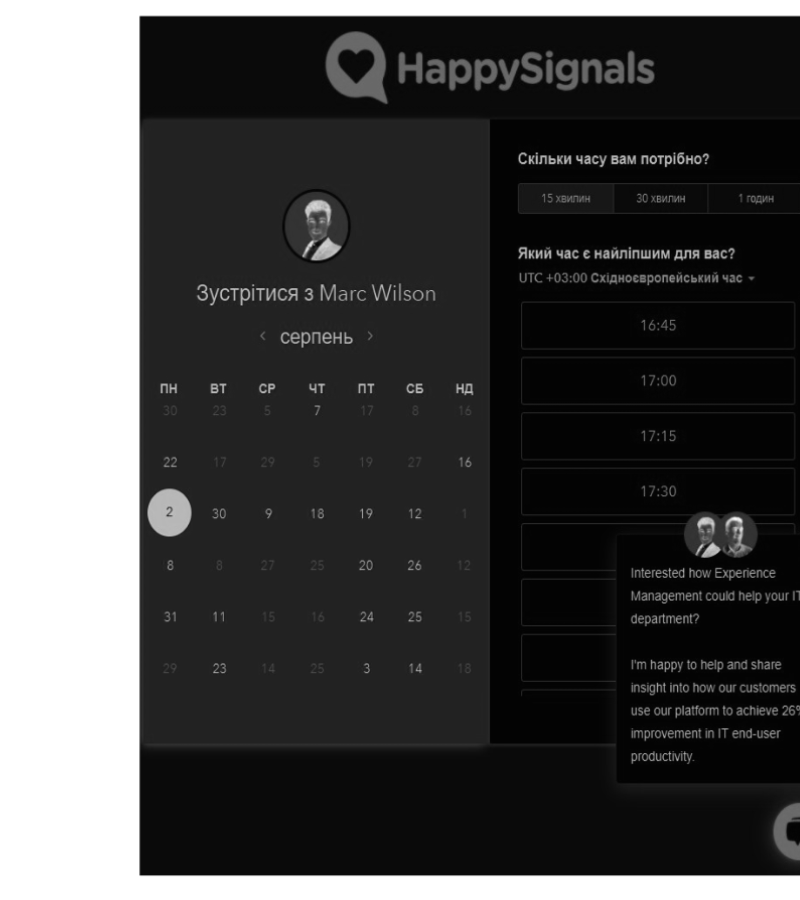 HappySignals
Зустрітися з Marc Wilson
серпень
ПН ВТ СР ЧТ ПТ СБ НД
30 23 5 7 17 8 16
22 17 29 5 19 27 16
2 30 9 18 19 12 1
8 8 27 25 20 26 12
31 11 15 16 24 25 15
29 23 14 25 3 14 18
Скільки часу вам потрібно?
15 хвилин 30 хвилин 1 годин
Який час є найліпшим для вас?
UTC +03:00 Східноєвропейський час
16:45
17:00
17:15
17:30
Interested how Experience
Management could help your IT
department?
I'm happy to help and share
insight into how our customers
use our platform to achieve 26%
improvement in IT end-user
productivity.